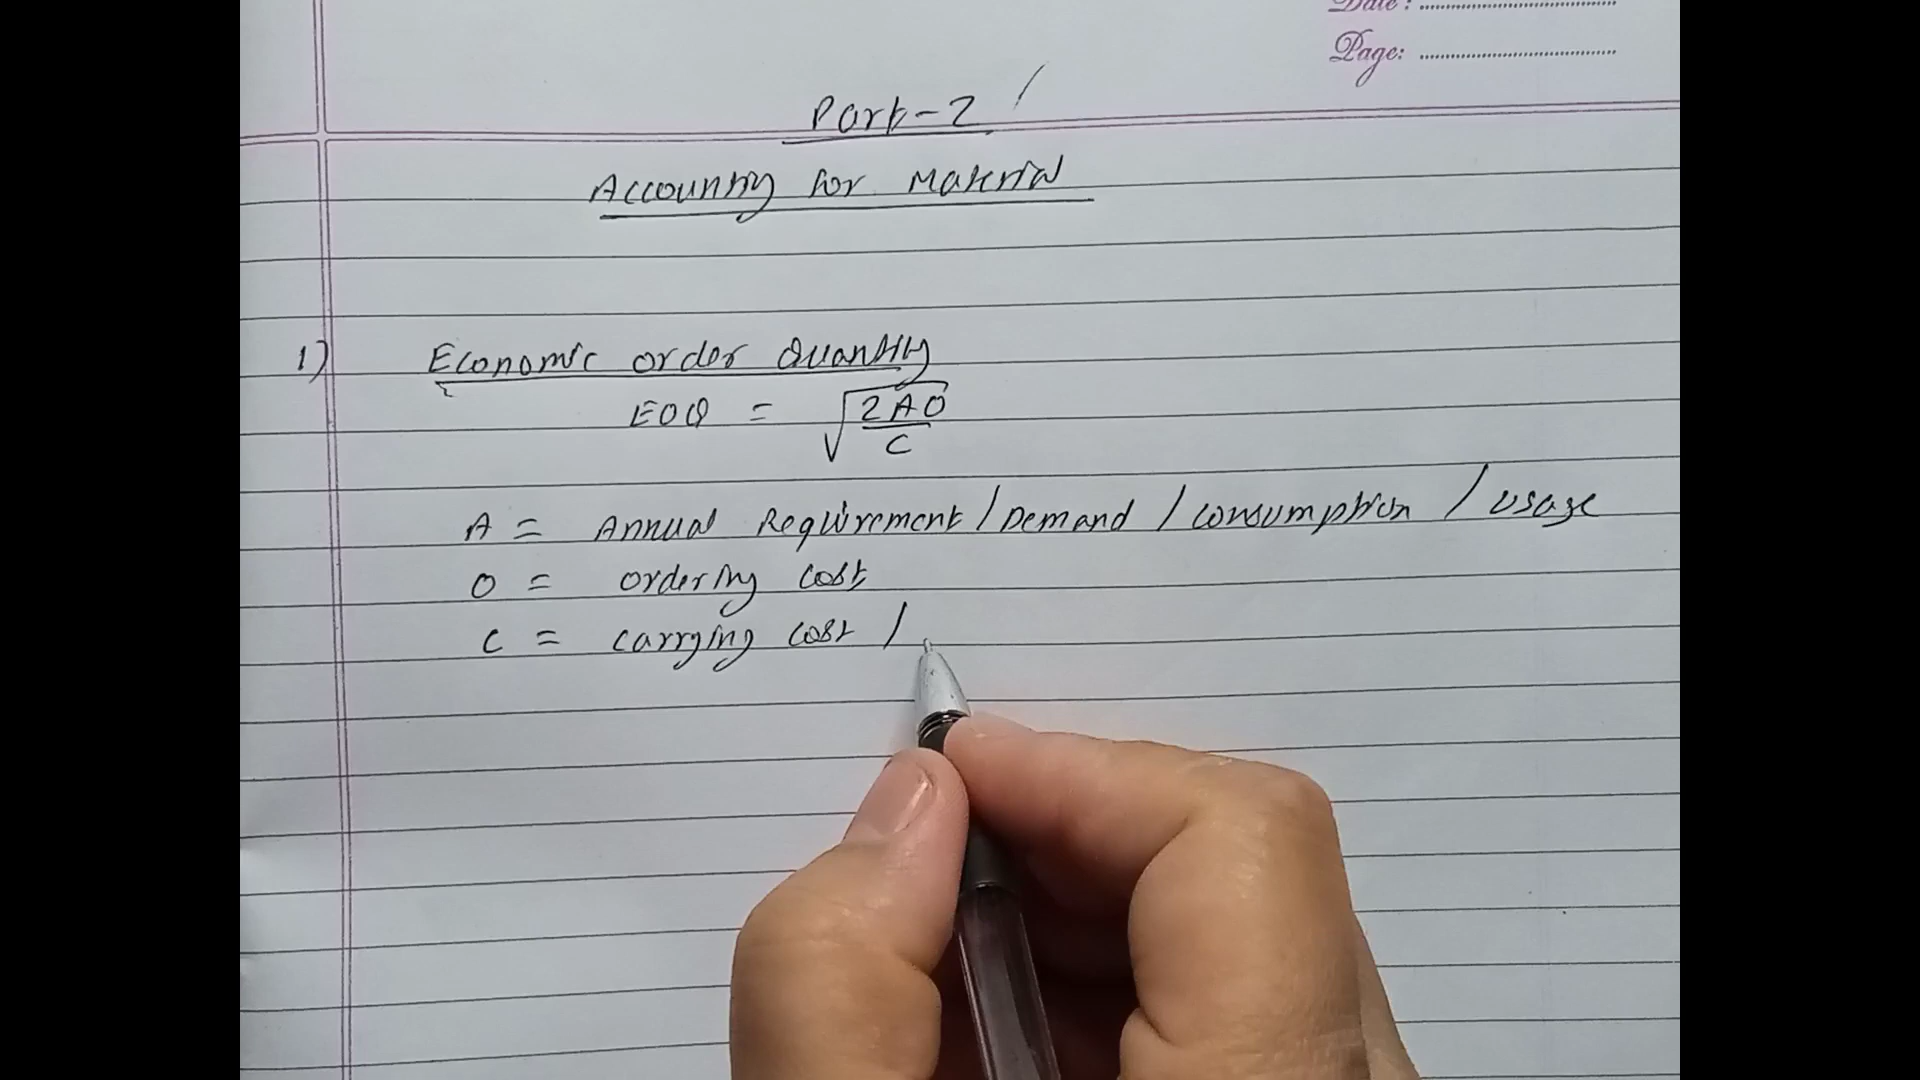 Date:
Page:
Part-2
Accounting for Material
1) Economic order Quantity
EOQ = √2AO/C
A = Annual Requirement / Demand / consumption / usage
O = ordering cost
C = carrying cost /